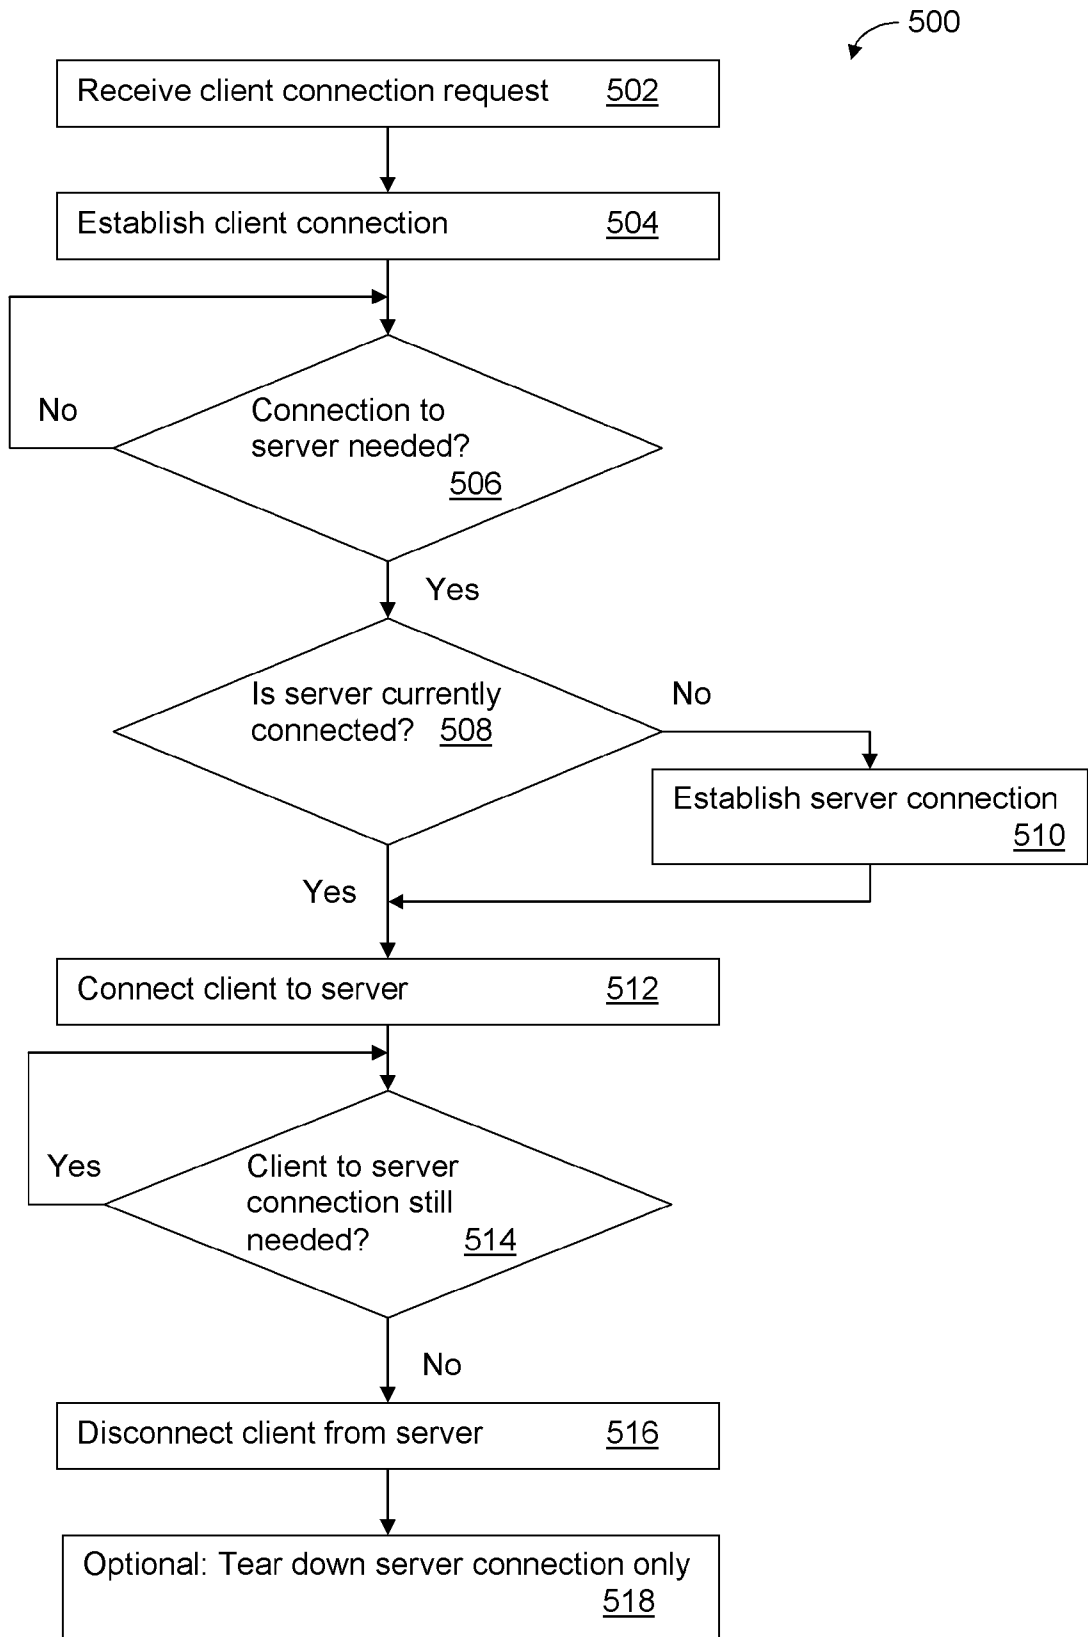 500
Receive client connection request 502
Establish client connection 504
No
Connection to
server needed?
506
Yes
Is server currently
connected? 508
No
Establish server connection
510
Yes
Connect client to server 512
Yes
Client to server
connection still
needed? 514
No
Disconnect client from server 516
Optional: Tear down server connection only
518